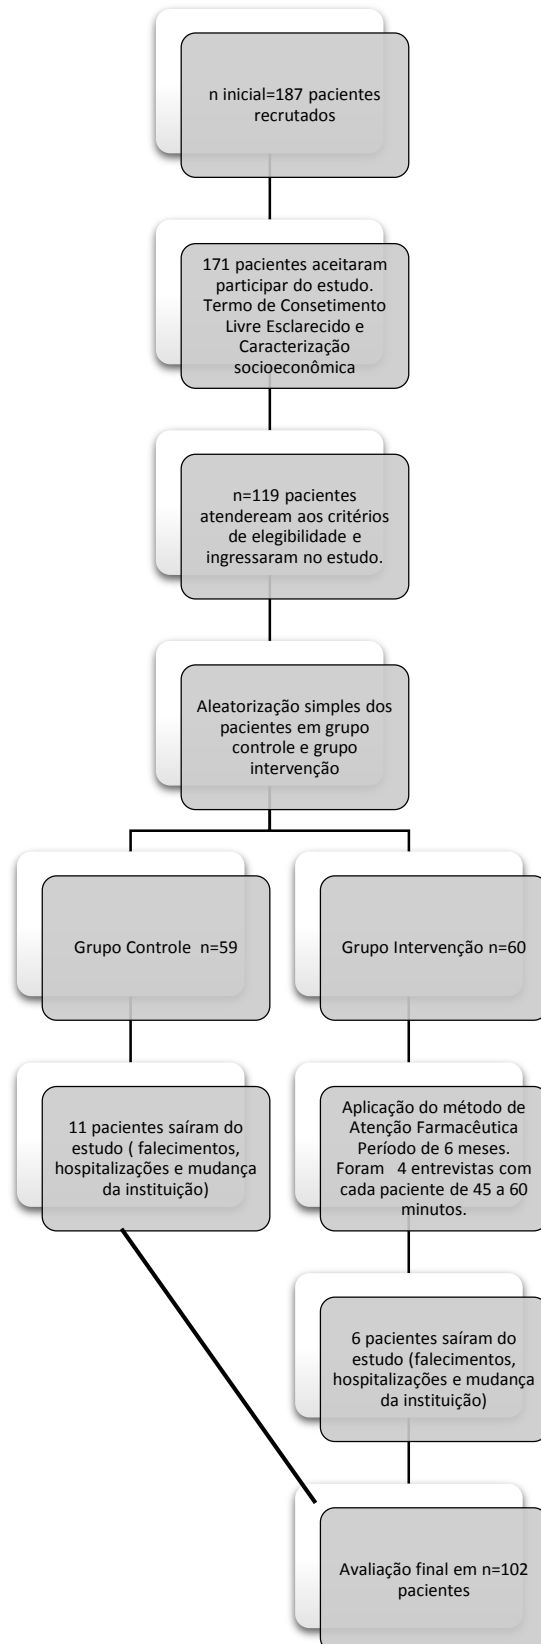 n inicial=187 pacientes
recrutados
171 pacientes aceitaram
participar do estudo.
Termo de Consetimento
Livre Esclarecido e
Caracterização
socioeconômica
n=119 pacientes
atendereram aos critérios
de elegibilidade e
ingressaram no estudo.
Aleatorização simples dos
pacientes em grupo
controle e grupo
intervenção
Grupo Controle n=59
Grupo Intervenção n=60
11 pacientes saíram do
estudo ( falecimentos,
hospitalizações e mudança
da instituição)
Aplicação do método de
Atenção Farmacêutica
Período de 6 meses.
Foram 4 entrevistas com
cada paciente de 45 a 60
minutos.
6 pacientes saíram do
estudo (falecimentos,
hospitalizações e mudança
da instituição)
Avaliação final em n=102
pacientes